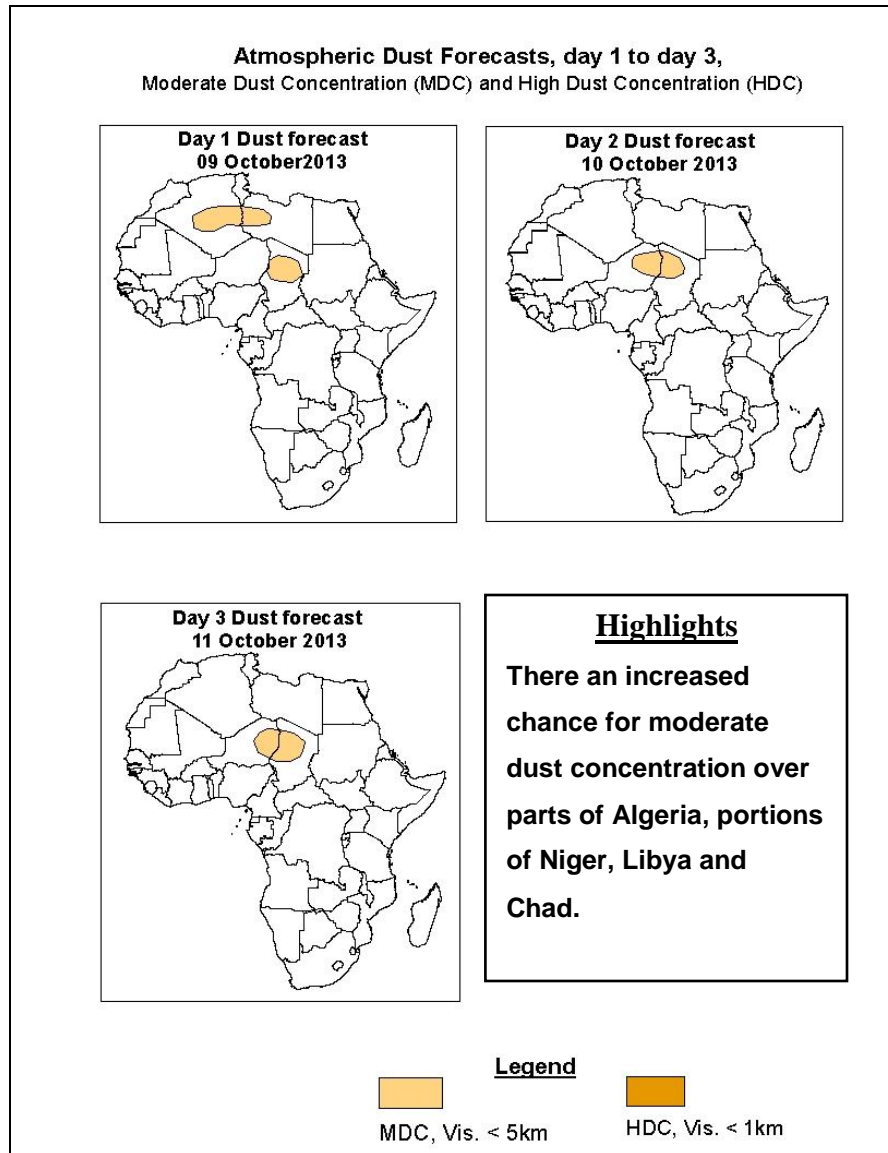 Atmospheric Dust Forecasts, day 1 to day 3,
Moderate Dust Concentration (MDC) and High Dust Concentration (HDC)
Day 1 Dust forecast
09 October2013
Day 2 Dust forecast
10 October 2013
Day 3 Dust forecast
11 October 2013
Highlights
There an increased
chance for moderate
dust concentration over
parts of Algeria, portions
of Niger, Libya and
Chad.
Legend
MDC, Vis. < 5km
HDC, Vis. < 1km